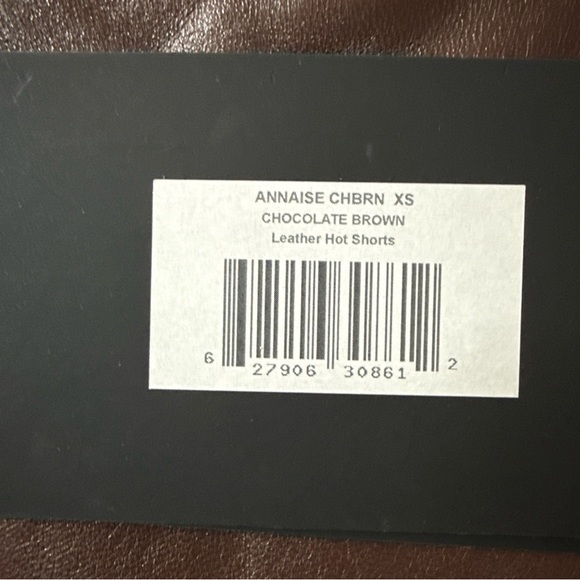 ANNAISE CHBRN XS
CHOCOLATE BROWN
Leather Hot Shorts
6 27906 30861 2